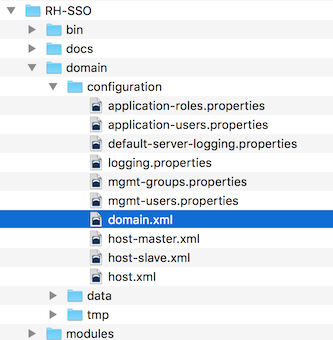 RH-SSO
bin
docs
domain
configuration
application-roles.properties
application-users.properties
default-server-logging.properties
logging.properties
mgmt-groups.properties
mgmt-users.properties
domain.xml
host-master.xml
host-slave.xml
host.xml
data
tmp
modules